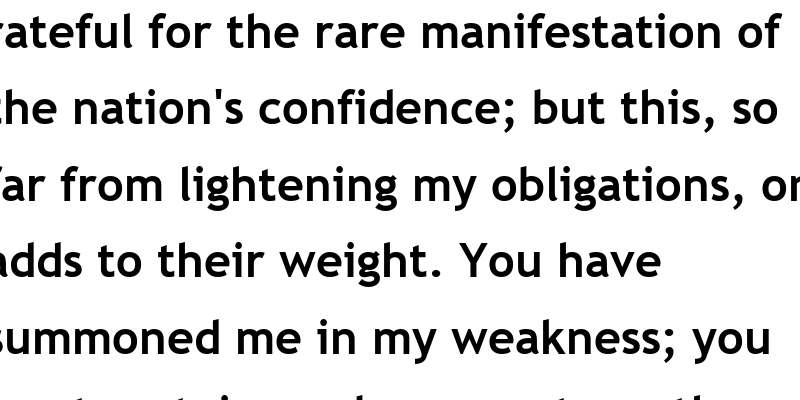 rateful for the rare manifestation of
the nation's confidence; but this, so
far from lightening my obligations, or
adds to their weight. You have
summoned me in my weakness; you